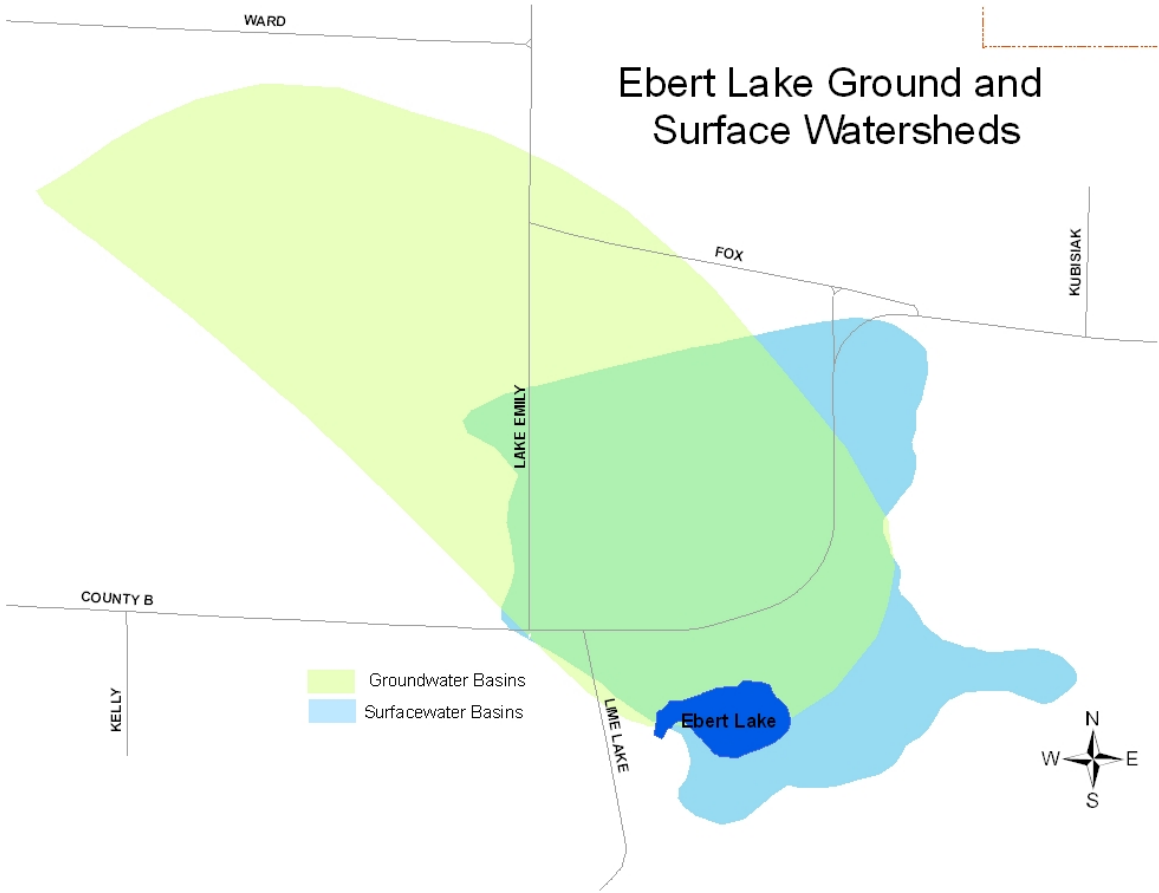 WARD
Ebert Lake Ground and
Surface Watersheds
FOX
KUBISIAK
LAKE EMILY
COUNTY B
KELLY
Groundwater Basins
Surfacewater Basins
LIME LAKE
Ebert Lake
N
W E
S